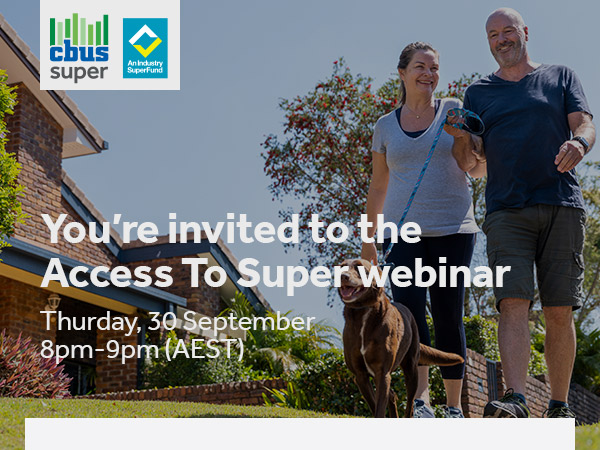 cbus
super
An Industry
SuperFund
You're invited to the
Access To Super webinar
Thurday, 30 September
8pm-9pm (AEST)